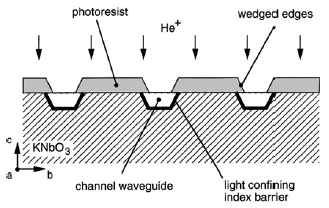 photoresist
He+
wedged edges
c
KNbO3
a
b
channel waveguide
light confining
index barrier